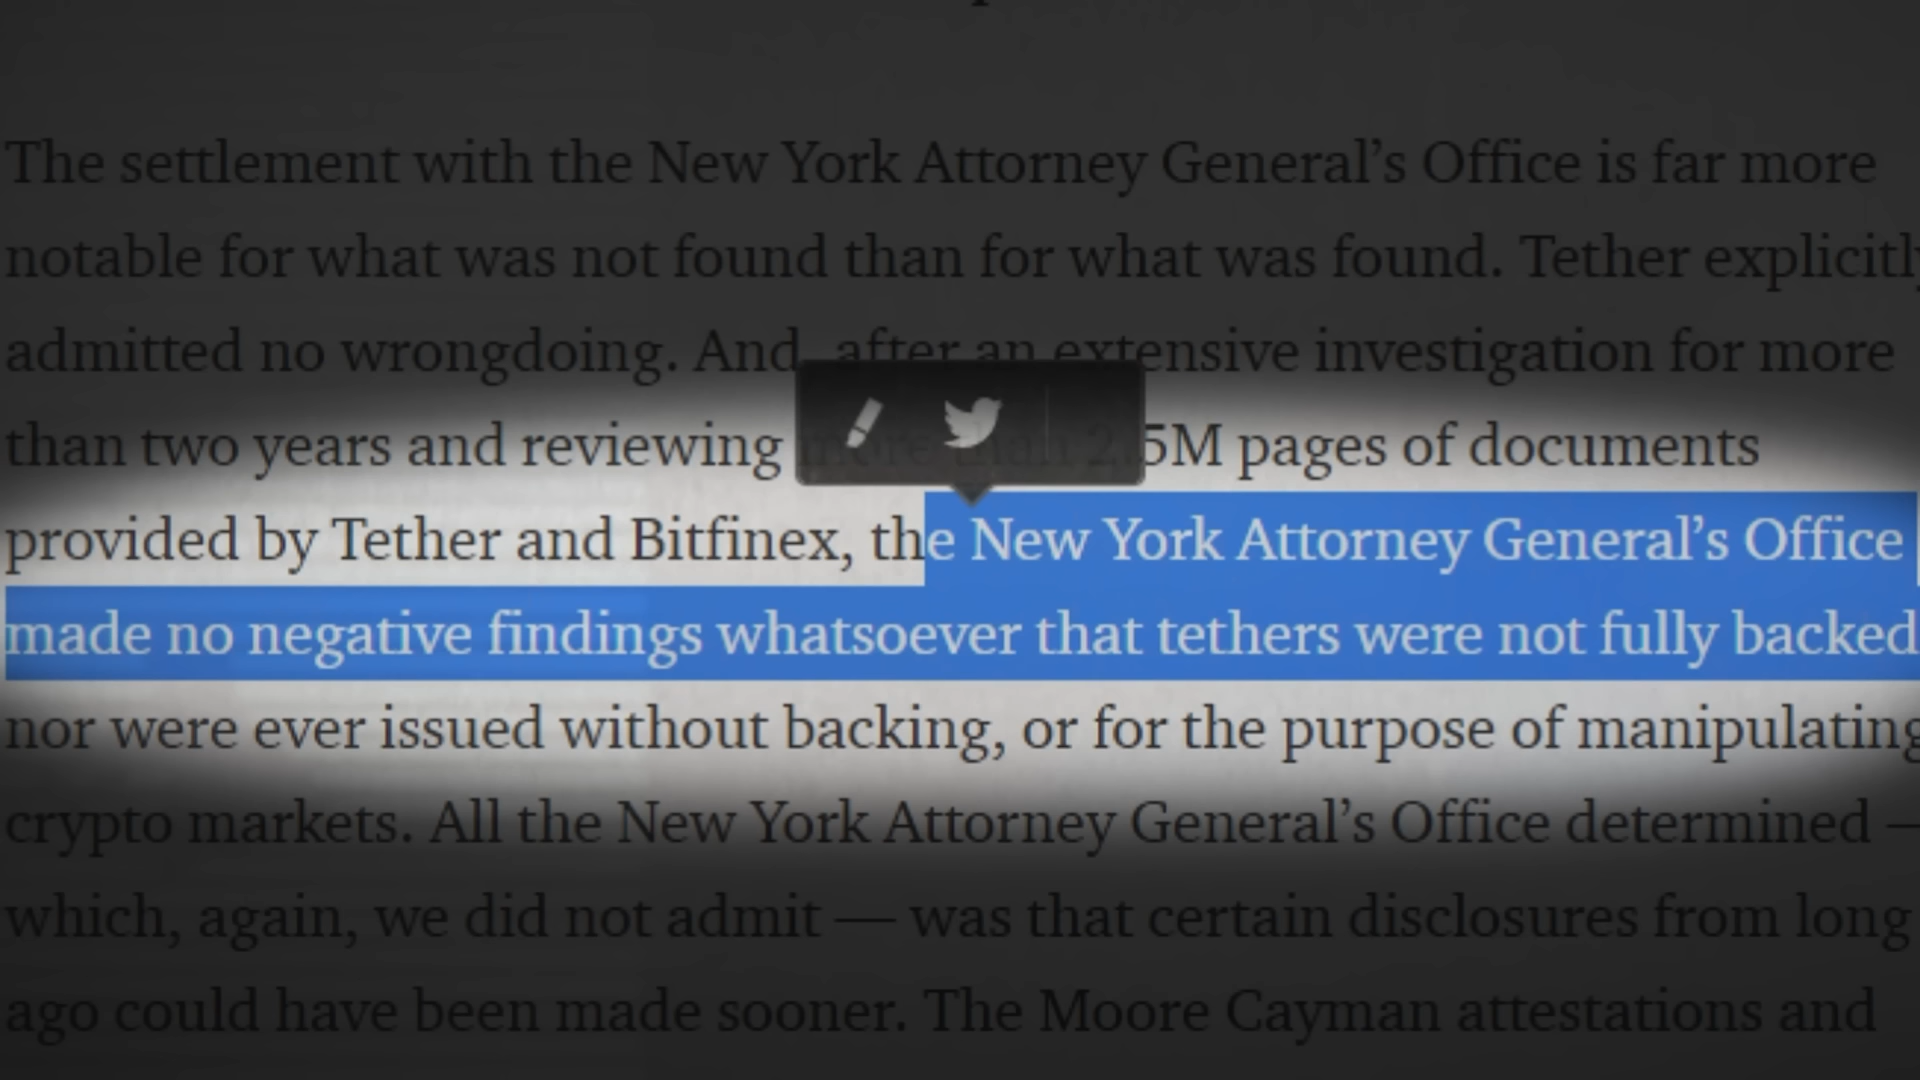 The settlement with the New York Attorney General’s Office is far more
notable for what was not found than for what was found. Tether explicitly
admitted no wrongdoing. And, after an extensive investigation for more
than two years and reviewing more than 2.5M pages of documents
provided by Tether and Bitfinex, the New York Attorney General’s Office
made no negative findings whatsoever that tethers were not fully backed
nor were ever issued without backing, or for the purpose of manipulating
crypto markets. All the New York Attorney General’s Office determined —
which, again, we did not admit — was that certain disclosures from long
ago could have been made sooner. The Moore Cayman attestations and